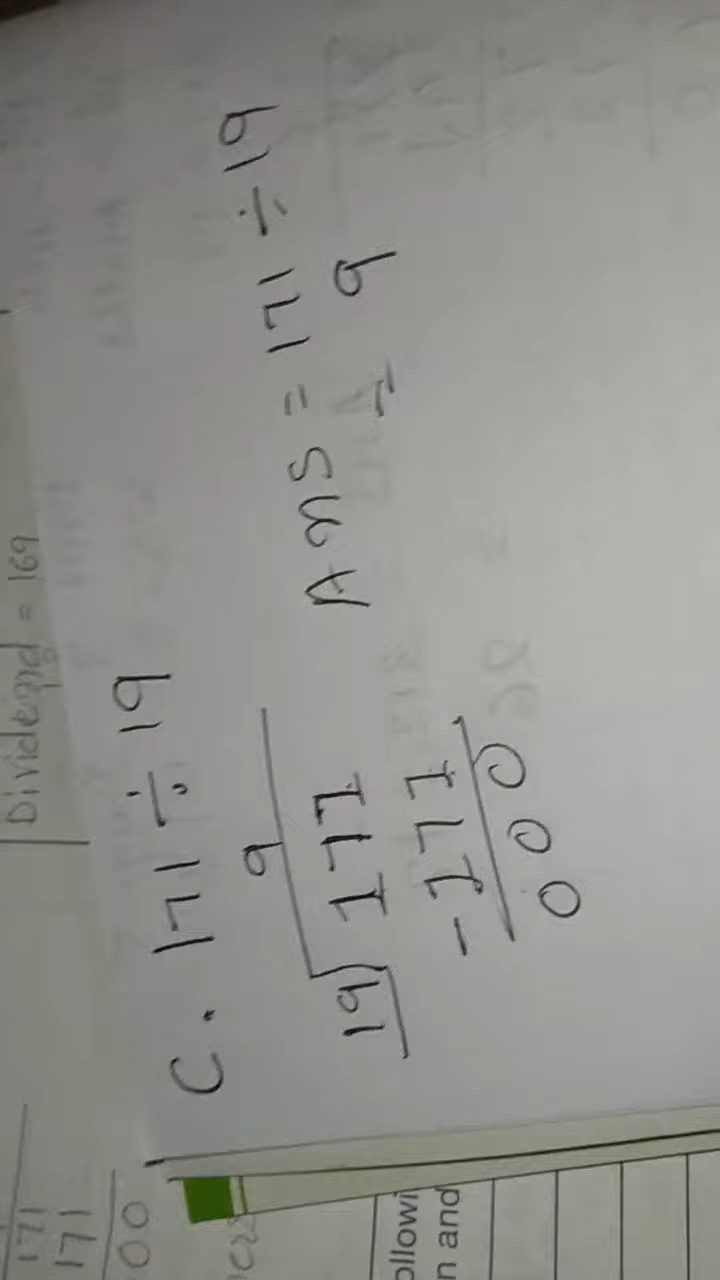 Dividend = 169
C. 171 ÷ 19
9
19) 171
-171
000
Ans = 171 ÷ 19
= 9
171
171
00
ollowi
n and